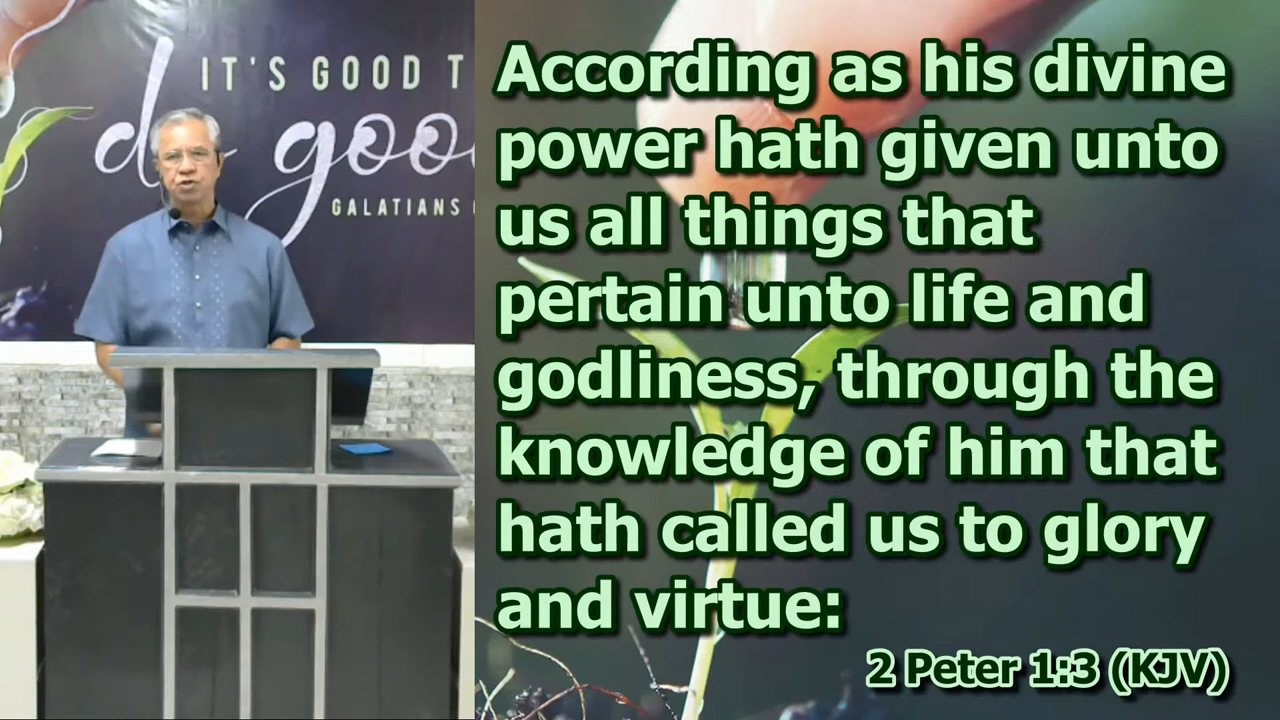 IT'S GOOD T
do good
GALATIANS
According as his divine
power hath given unto
us all things that
pertain unto life and
godliness, through the
knowledge of him that
hath called us to glory
and virtue:
2 Peter 1:3 (KJV)